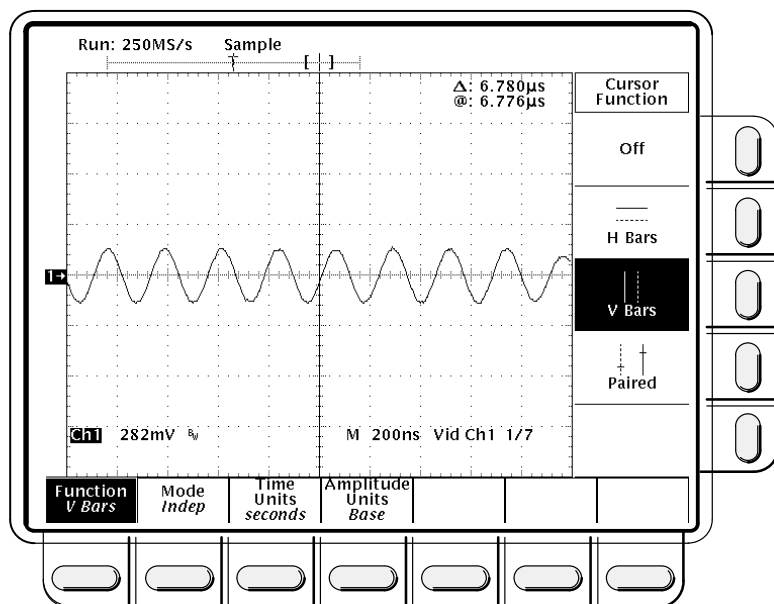 Run: 250MS/s Sample
[ ]
Δ: 6.780µs
@: 6.776µs
Cursor
Function
Off
H Bars
V Bars
Paired
1→
Ch1 282mV BW M 200ns Vid Ch1 1/7
Function
V Bars
Mode
Indep
Time
Units
seconds
Amplitude
Units
Base